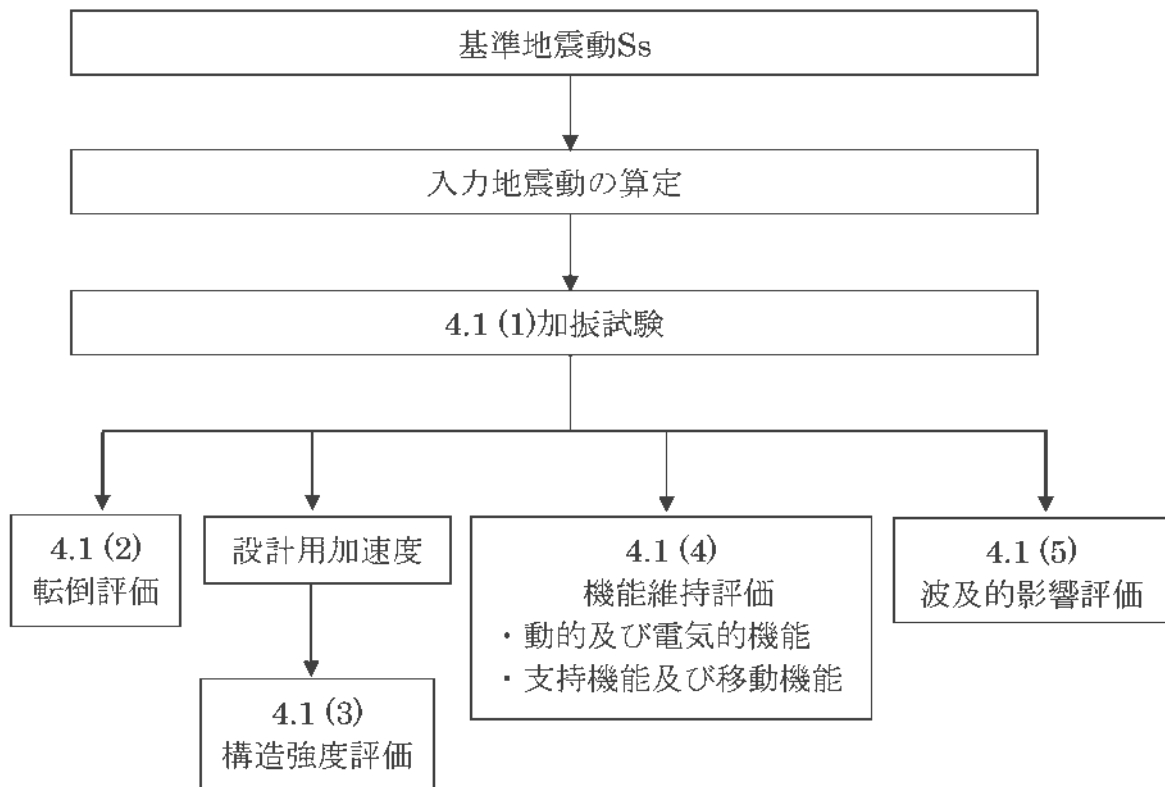 基準地震動Ss
入力地震動の算定
4.1 (1)加振試験
4.1 (2)
転倒評価
設計用加速度
4.1 (3)
構造強度評価
4.1 (4)
機能維持評価
・動的及び電気的機能
・支持機能及び移動機能
4.1 (5)
波及的影響評価